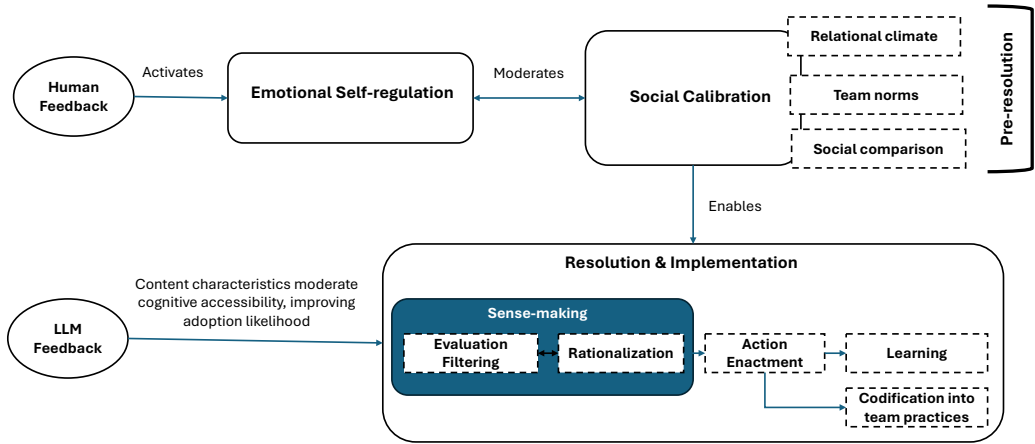 Human
Feedback
Activates
Emotional Self-regulation
Moderates
Social Calibration
Relational climate
Team norms
Social comparison
Pre-resolution
Enables
LLM
Feedback
Content characteristics moderate
cognitive accessibility, improving
adoption likelihood
Resolution & Implementation
Sense-making
Evaluation
Filtering
Rationalization
Action
Enactment
Learning
Codification into
team practices